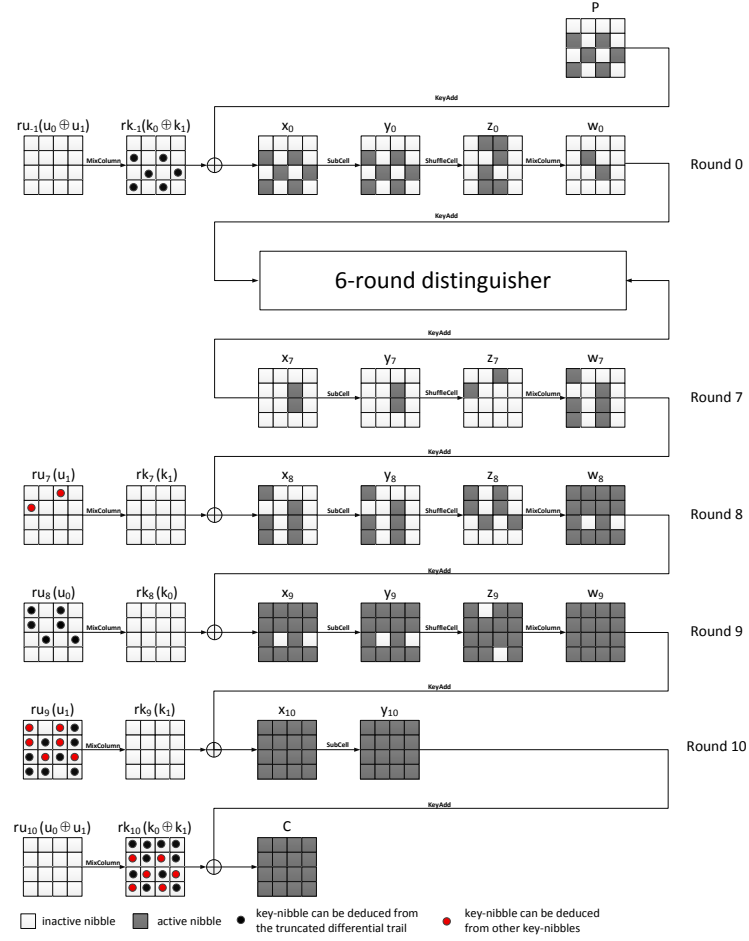 P
KeyAdd
ru₋₁(u₀ ⊕ u₁) rk₋₁(k₀ ⊕ k₁) x₀ y₀ z₀ w₀
MixColumn SubCell ShuffleCell MixColumn Round 0
KeyAdd
6-round distinguisher
KeyAdd
x₇ y₇ z₇ w₇
SubCell ShuffleCell MixColumn Round 7
KeyAdd
ru₇(u₁) rk₇(k₁) x₈ y₈ z₈ w₈
MixColumn SubCell ShuffleCell MixColumn Round 8
KeyAdd
ru₈(u₀) rk₈(k₀) x₉ y₉ z₉ w₉
MixColumn SubCell ShuffleCell MixColumn Round 9
KeyAdd
ru₉(u₁) rk₉(k₁) x₁₀ y₁₀
MixColumn SubCell Round 10
KeyAdd
ru₁₀(u₀ ⊕ u₁) rk₁₀(k₀ ⊕ k₁) C
MixColumn
inactive nibble active nibble key-nibble can be deduced from key-nibble can be deduced
the truncated differential trail from other key-nibbles